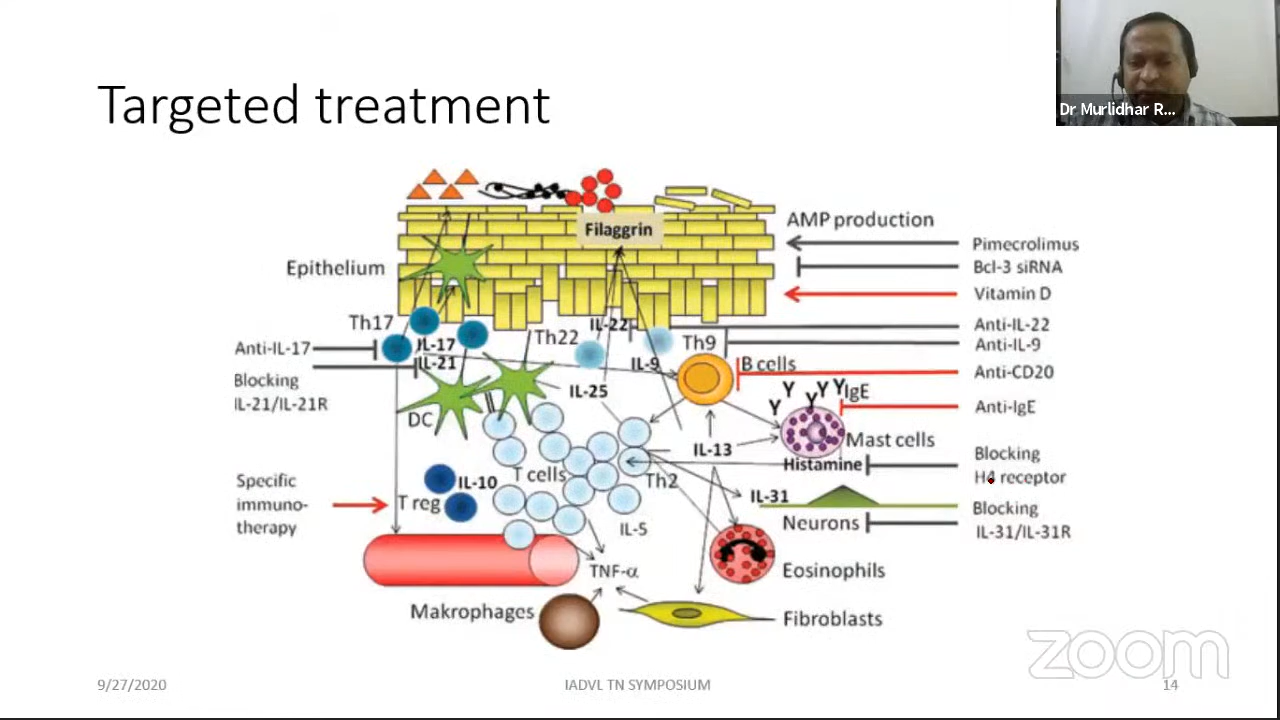 Dr Murlidhar R...
Targeted treatment
Filaggrin
AMP production
Pimecrolimus
Bcl-3 siRNA
Epithelium
Vitamin D
Th17
IL-22
Anti-IL-22
Th22
Th9
Anti-IL-17
IL-17
Anti-IL-9
IL-21
IL-9
B cells
Anti-CD20
Blocking
IL-21/IL-21R
IL-25
Y Y Y Y Y
IgE
Anti-IgE
DC
Mast cells
IL-13
Blocking
H4 receptor
Histamine
T cells
Th2
Specific
immuno-
therapy
IL-10
T reg
IL-31
IL-5
Neurons
Blocking
IL-31/IL-31R
TNF-α
Eosinophils
Makrophages
Fibroblasts
zoom
9/27/2020
IADVL TN SYMPOSIUM
14